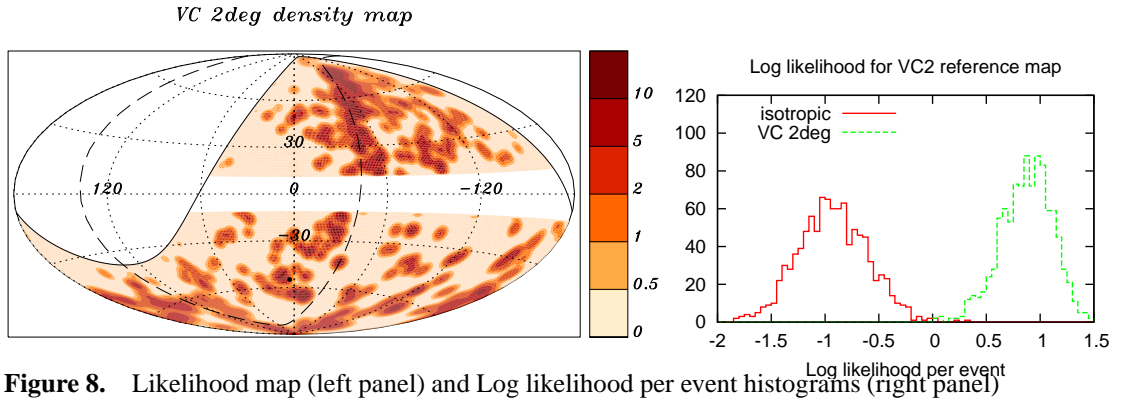 VC 2deg density map
30
120
0
-120
-30
10
5
2
1
0.5
0
Log likelihood for VC2 reference map
isotropic
VC 2deg
120
100
80
60
40
20
0
-2 -1.5 -1 -0.5 0 0.5 1 1.5
Log likelihood per event
Figure 8. Likelihood map (left panel) and Log likelihood per event histograms (right panel)